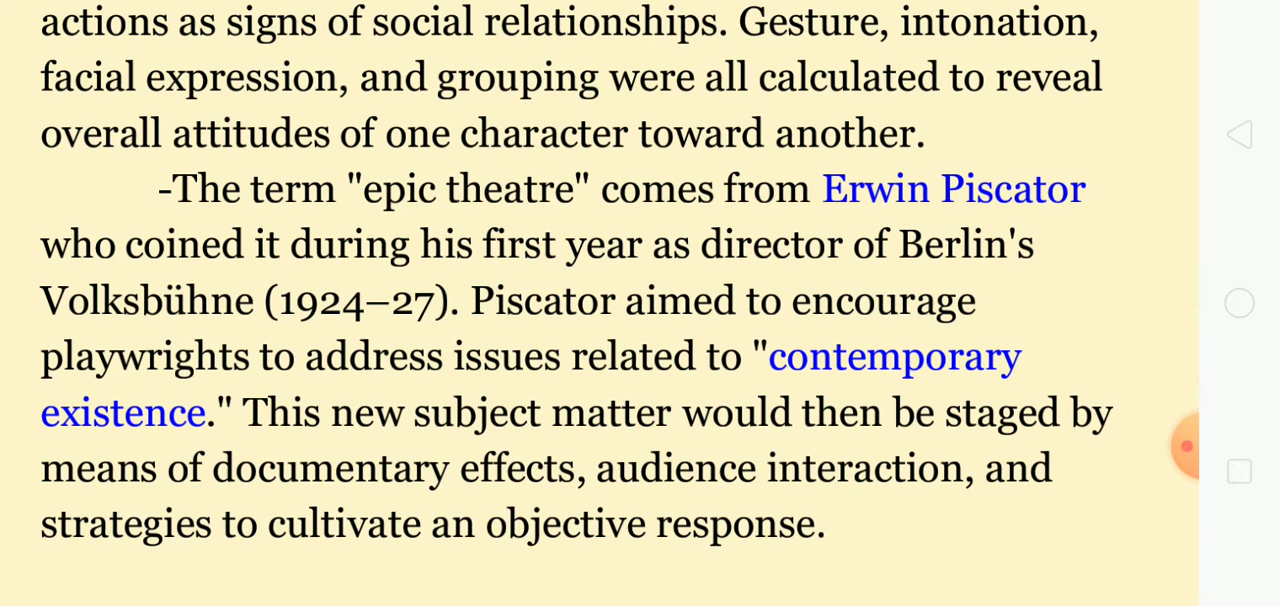 actions as signs of social relationships. Gesture, intonation,
facial expression, and grouping were all calculated to reveal
overall attitudes of one character toward another.
-The term "epic theatre" comes from Erwin Piscator
who coined it during his first year as director of Berlin's
Volksbühne (1924–27). Piscator aimed to encourage
playwrights to address issues related to "contemporary
existence." This new subject matter would then be staged by
means of documentary effects, audience interaction, and
strategies to cultivate an objective response.